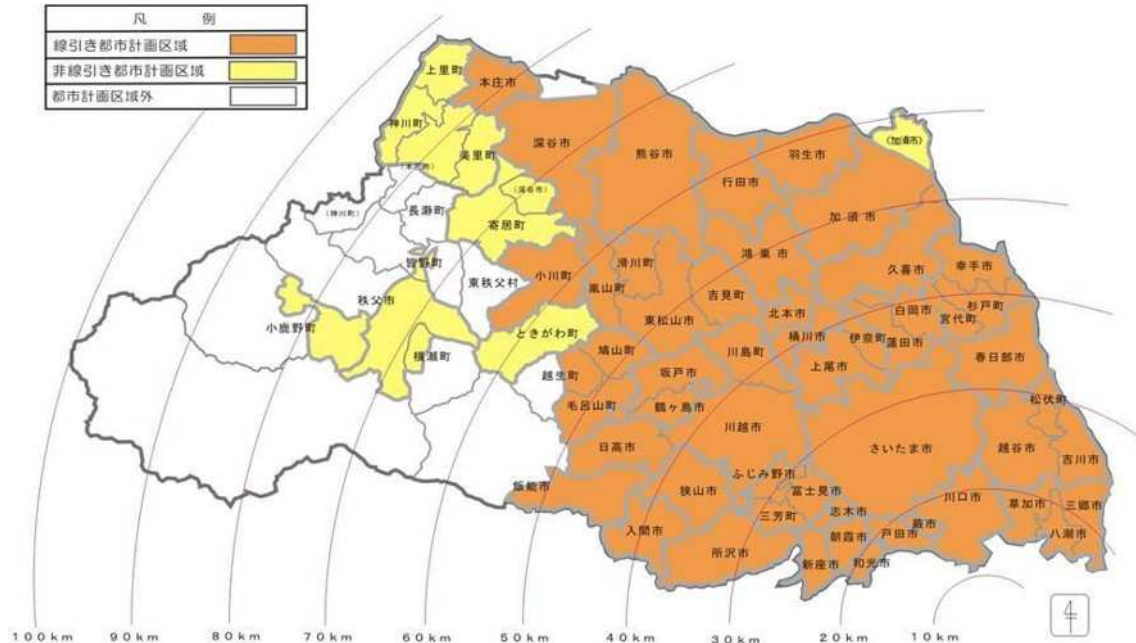 凡 例
線引き都市計画区域
非線引き都市計画区域
都市計画区域外
上里町
本庄市
神川町
深谷市
熊谷市
羽生市
(加須市)
美里町
(本庄市)
行田市
(深谷市)
長瀞町
(神川町)
寄居町
加須市
鴻巣市
皆野町
東秩父村
小川町
滑川町
嵐山町
吉見町
久喜市
幸手市
秩父市
小鹿野町
ときがわ町
東松山市
北本市
白岡市
杉戸町
宮代町
桶川市
伊奈町
蓮田市
横瀬町
鳩山町
川島町
上尾市
春日部市
越生町
坂戸市
毛呂山町
鶴ヶ島市
松伏町
川越市
さいたま市
日高市
越谷市
吉川市
ふじみ野市
飯能市
狭山市
富士見市
川口市
三芳町
志木市
草加市
三郷市
入間市
蕨市
朝霞市
戸田市
八潮市
所沢市
新座市
和光市
100km 90km 80km 70km 60km 50km 40km 30km 20km 10km